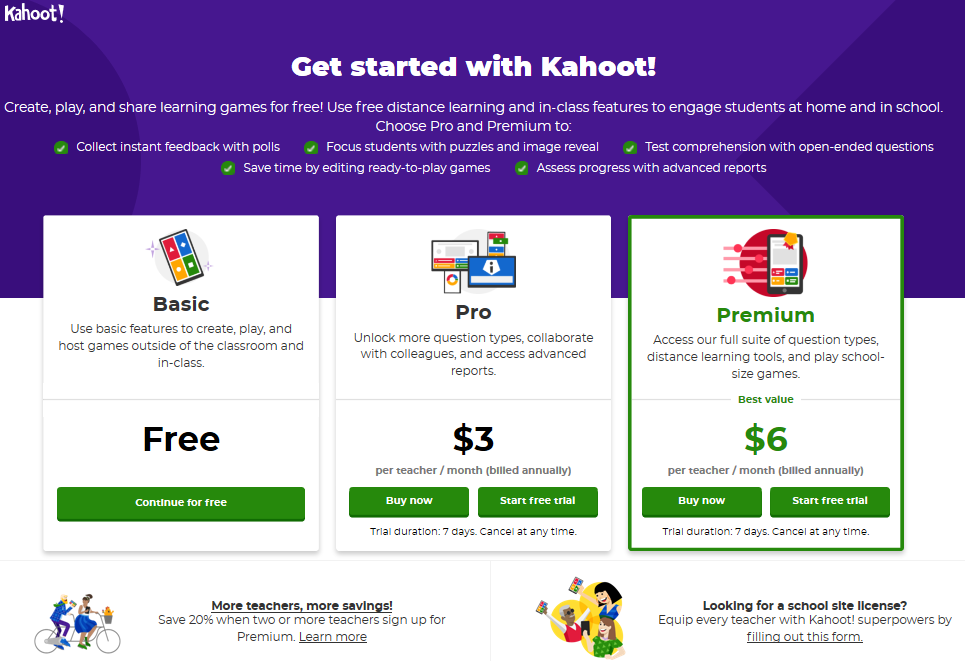 Kahoot!
Get started with Kahoot!
Create, play, and share learning games for free! Use free distance learning and in-class features to engage students at home and in school.
Choose Pro and Premium to:
Collect instant feedback with polls
Focus students with puzzles and image reveal
Test comprehension with open-ended questions
Save time by editing ready-to-play games
Assess progress with advanced reports
Basic
Use basic features to create, play, and
host games outside of the classroom and
in-class.
Free
Continue for free
Pro
Unlock more question types, collaborate
with colleagues, and access advanced
reports.
$3
per teacher / month (billed annually)
Buy now
Start free trial
Trial duration: 7 days. Cancel at any time.
Premium
Access our full suite of question types,
distance learning tools, and play school-
size games.
Best value
$6
per teacher / month (billed annually)
Buy now
Start free trial
Trial duration: 7 days. Cancel at any time.
More teachers, more savings!
Save 20% when two or more teachers sign up for
Premium. Learn more
Looking for a school site license?
Equip every teacher with Kahoot! superpowers by
filling out this form.